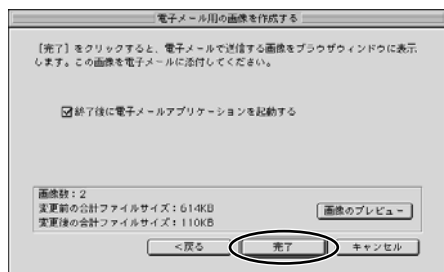 電子メール用の画像を作成する
［完了］をクリックすると、電子メールで送信する画像をブラウザウィンドウに表示
します。この画像を電子メールに添付してください。
終了後に電子メールアプリケーションを起動する
画像数：2
変更前の合計ファイルサイズ：614KB
画像のプレビュー
変更後の合計ファイルサイズ：110KB
<戻る
完了
キャンセル